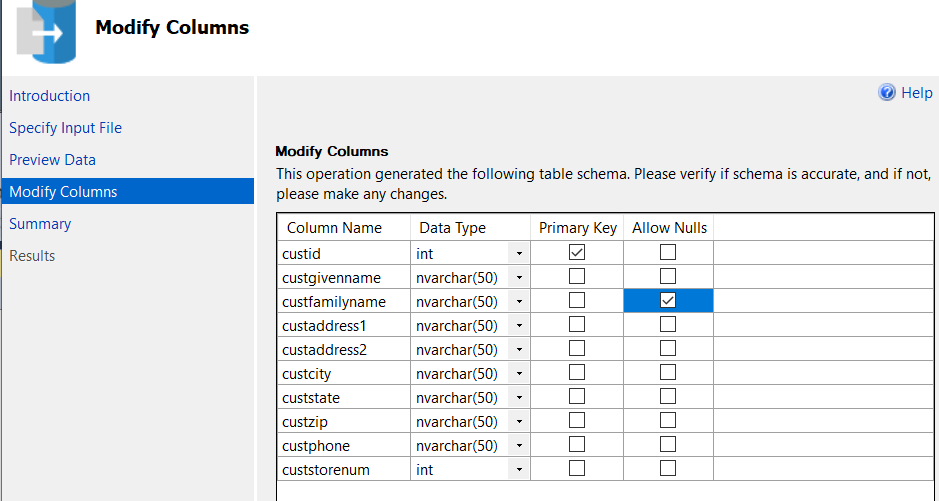 Modify Columns
Introduction
Specify Input File
Preview Data
Modify Columns
Summary
Results
Help
Modify Columns
This operation generated the following table schema. Please verify if schema is accurate, and if not,
please make any changes.
Column Name Data Type Primary Key Allow Nulls
custid int
custgivenname nvarchar(50)
custfamilyname nvarchar(50)
custaddress1 nvarchar(50)
custaddress2 nvarchar(50)
custcity nvarchar(50)
custstate nvarchar(50)
custzip nvarchar(50)
custphone nvarchar(50)
custstorenum int